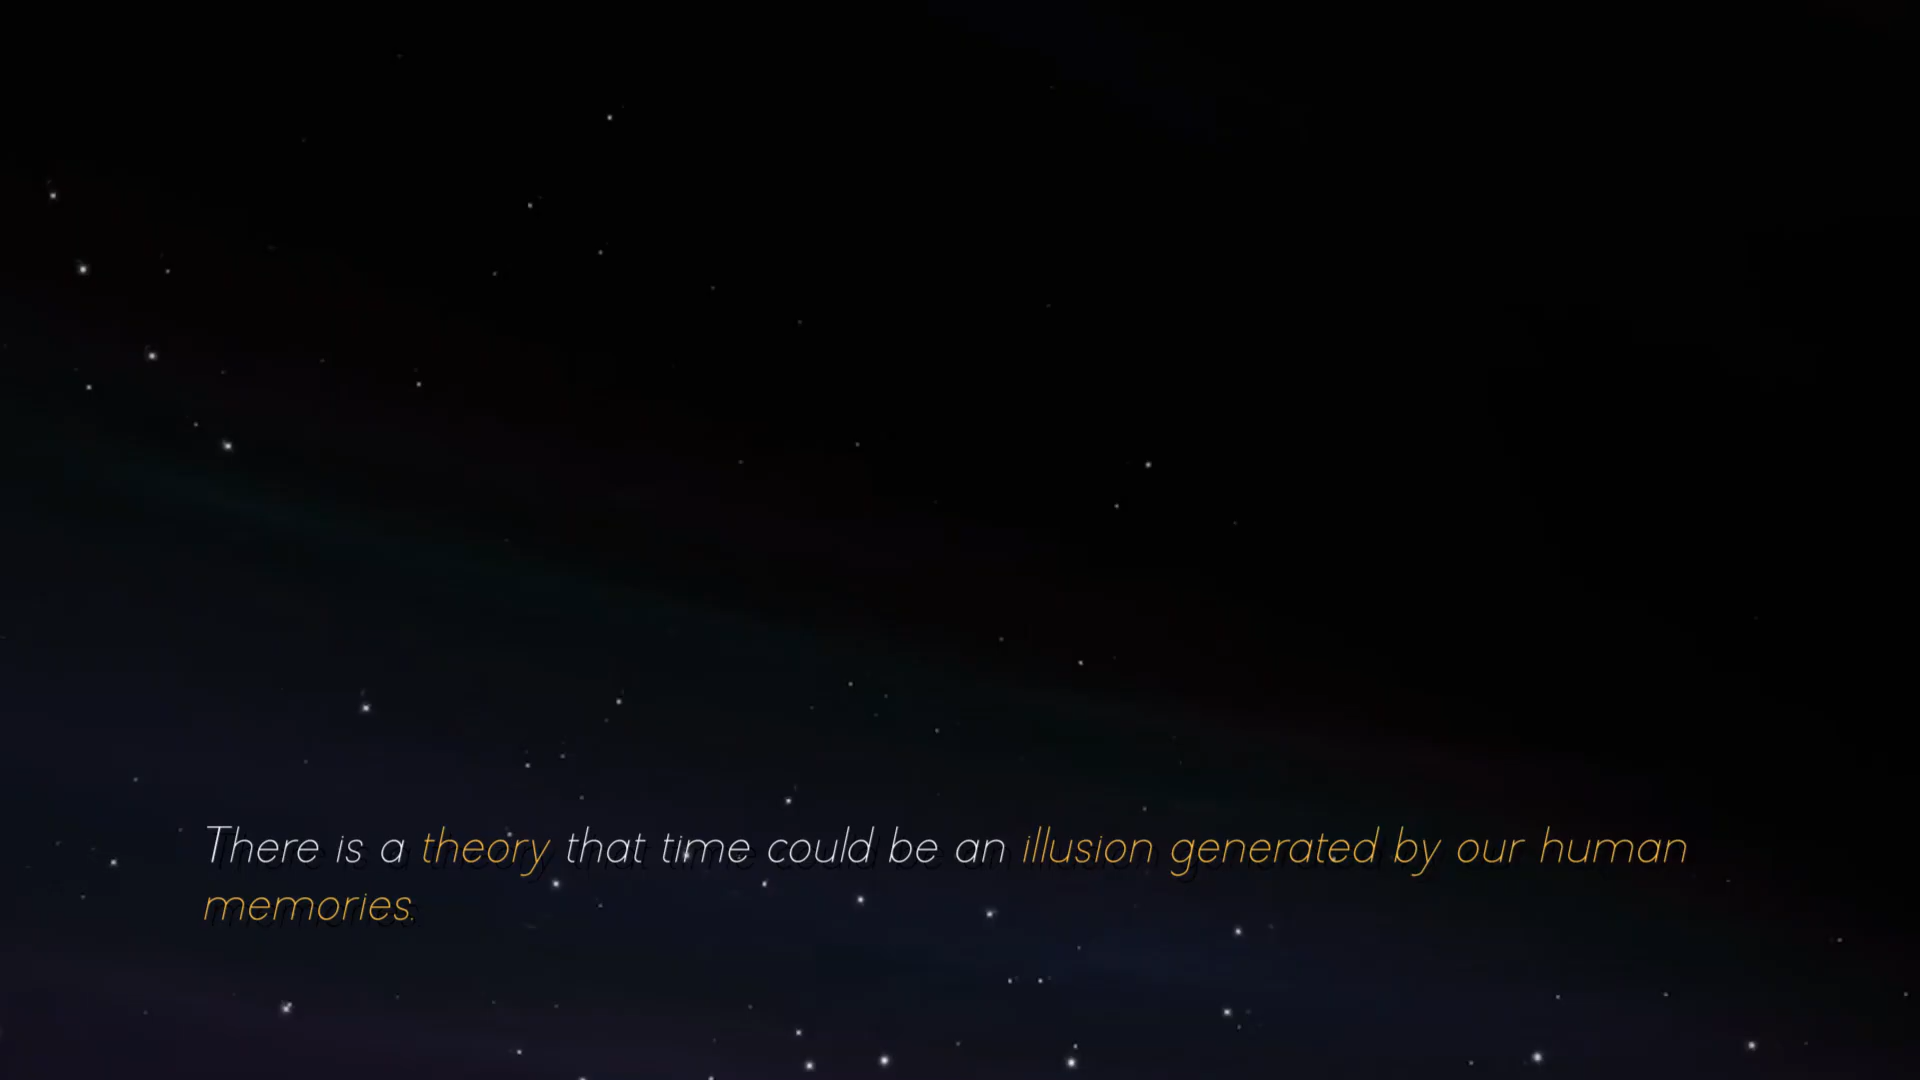 There is a theory that time could be an illusion generated by our human
memories.